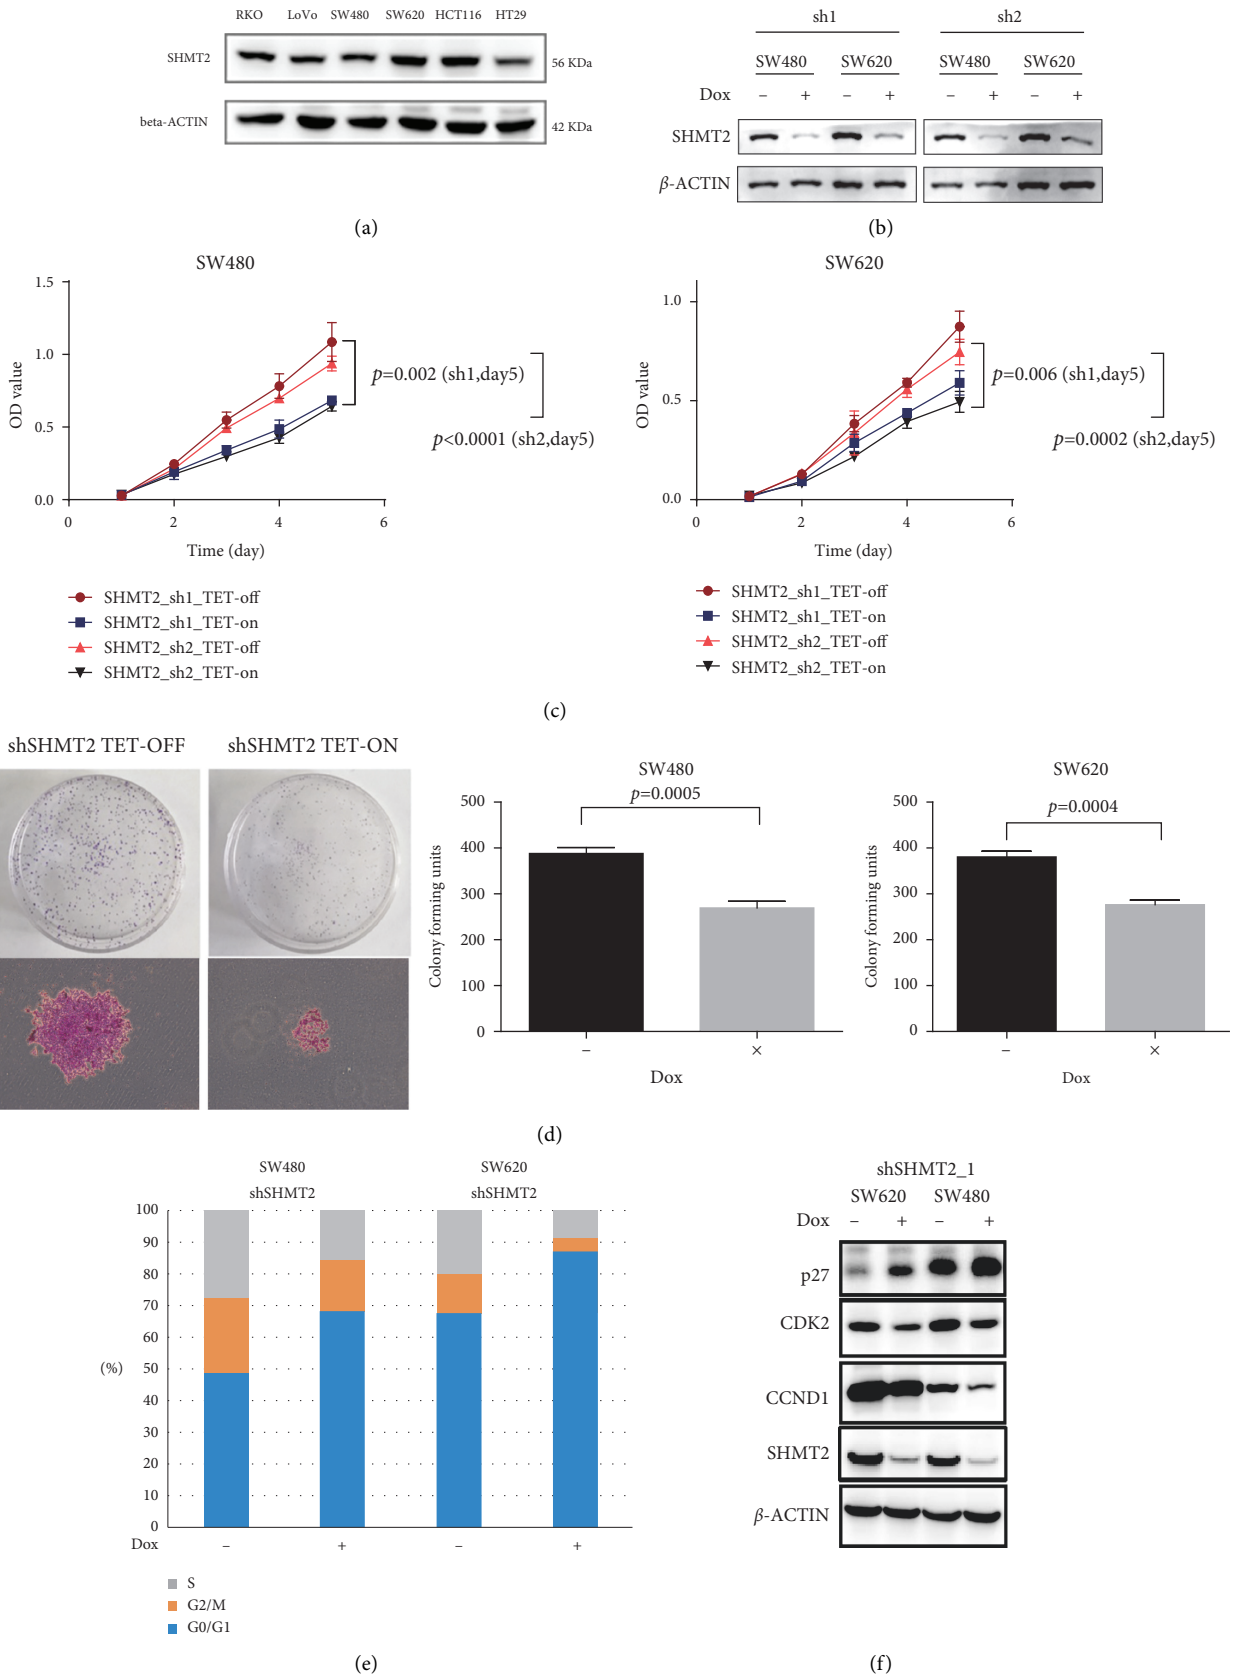 RKO LoVo SW480 SW620 HCT116 HT29
SHMT2
56 KDa
beta-ACTIN
42 KDa
(a)
sh1 sh2
SW480 SW620 SW480 SW620
Dox – + – + – + – +
SHMT2
β-ACTIN
(b)
SW480
1.5
1.0
0.5
0.0
OD value
0 2 4 6
Time (day)
p=0.002 (sh1,day5)
p<0.0001 (sh2,day5)
SHMT2_sh1_TET-off
SHMT2_sh1_TET-on
SHMT2_sh2_TET-off
SHMT2_sh2_TET-on
SW620
1.0
0.5
0.0
OD value
0 2 4 6
Time (day)
p=0.006 (sh1,day5)
p=0.0002 (sh2,day5)
SHMT2_sh1_TET-off
SHMT2_sh1_TET-on
SHMT2_sh2_TET-off
SHMT2_sh2_TET-on
(c)
shSHMT2 TET-OFF shSHMT2 TET-ON
SW480
p=0.0005
500
400
300
200
100
0
Colony forming units
– ×
Dox
SW620
p=0.0004
500
400
300
200
100
0
Colony forming units
– ×
Dox
(d)
SW480 SW620
shSHMT2 shSHMT2
100
90
80
70
60
50
40
30
20
10
0
(%)
Dox – + – +
S
G2/M
G0/G1
(e)
shSHMT2_1
SW620 SW480
Dox – + – +
p27
CDK2
CCND1
SHMT2
β-ACTIN
(f)